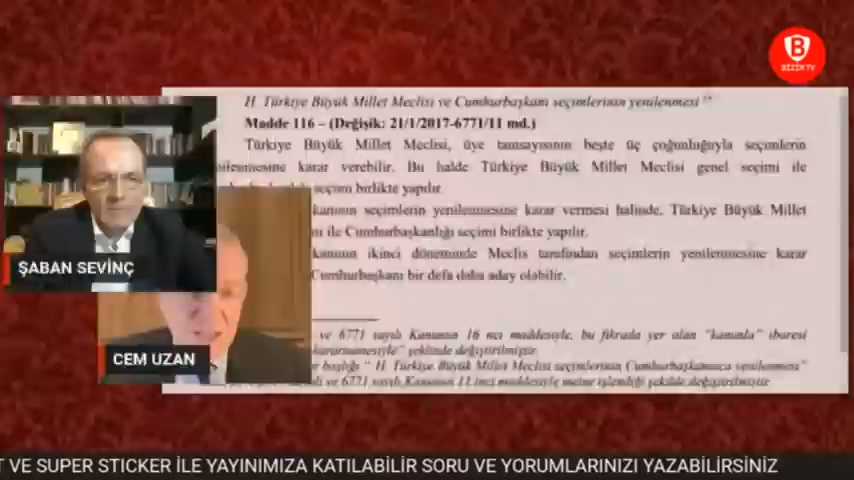 B
BİZİM TV
H. Türkiye Büyük Millet Meclisi ve Cumhurbaşkanı seçimlerinin yenilenmesi
Madde 116 – (Değişik: 21/1/2017-6771/11 md.)
Türkiye Büyük Millet Meclisi, üye tamsayısının beşte üç çoğunluğuyla seçimlerin
yenilenmesine karar verebilir. Bu halde Türkiye Büyük Millet Meclisi genel seçimi ile
seçimi birlikte yapılır.
kanının seçimlerin yenilenmesine karar vermesi halinde, Türkiye Büyük Millet
ile Cumhurbaşkanlığı seçimi birlikte yapılır.
kanının ikinci döneminde Meclis tarafından seçimlerin yenilenmesine karar
Cumhurbaşkanı bir defa daha aday olabilir.
ve 6771 sayılı Kanunun 16 ncı maddesiyle, bu fıkrada yer alan "kanunla" ibaresi
kararnamesiyle" şeklinde değiştirilmiştir.
başlığı " H. Türkiye Büyük Millet Meclisi seçimlerinin Cumhurbaşkanınca yenilenmesi"
ve 6771 sayılı Kanunun 11 inci maddesiyle metne işlendiği şekilde değiştirilmiştir.
ŞABAN SEVİNÇ
CEM UZAN
T VE SUPER STICKER İLE YAYINIMIZA KATILABİLİR SORU VE YORUMLARINIZI YAZABİLİRSİNİZ